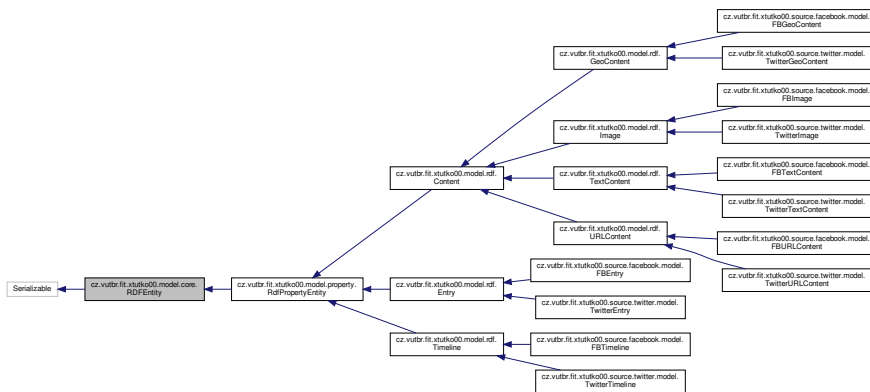 cz.vutbr.fit.xtutko00.source.facebook.model.
FBGeoContent
cz.vutbr.fit.xtutko00.model.rdf.
GeoContent
cz.vutbr.fit.xtutko00.source.twitter.model.
TwitterGeoContent
cz.vutbr.fit.xtutko00.source.facebook.model.
FBImage
cz.vutbr.fit.xtutko00.model.rdf.
Image
cz.vutbr.fit.xtutko00.source.twitter.model.
TwitterImage
cz.vutbr.fit.xtutko00.model.rdf.
Content
cz.vutbr.fit.xtutko00.model.rdf.
TextContent
cz.vutbr.fit.xtutko00.source.facebook.model.
FBTextContent
cz.vutbr.fit.xtutko00.source.twitter.model.
TwitterTextContent
cz.vutbr.fit.xtutko00.model.rdf.
URLContent
cz.vutbr.fit.xtutko00.source.facebook.model.
FBURLContent
cz.vutbr.fit.xtutko00.source.twitter.model.
TwitterURLContent
Serializable
cz.vutbr.fit.xtutko00.model.core.
RDFEntity
cz.vutbr.fit.xtutko00.model.property.
RdfPropertyEntity
cz.vutbr.fit.xtutko00.model.rdf.
Entry
cz.vutbr.fit.xtutko00.source.facebook.model.
FBEntry
cz.vutbr.fit.xtutko00.source.twitter.model.
TwitterEntry
cz.vutbr.fit.xtutko00.model.rdf.
Timeline
cz.vutbr.fit.xtutko00.source.facebook.model.
FBTimeline
cz.vutbr.fit.xtutko00.source.twitter.model.
TwitterTimeline